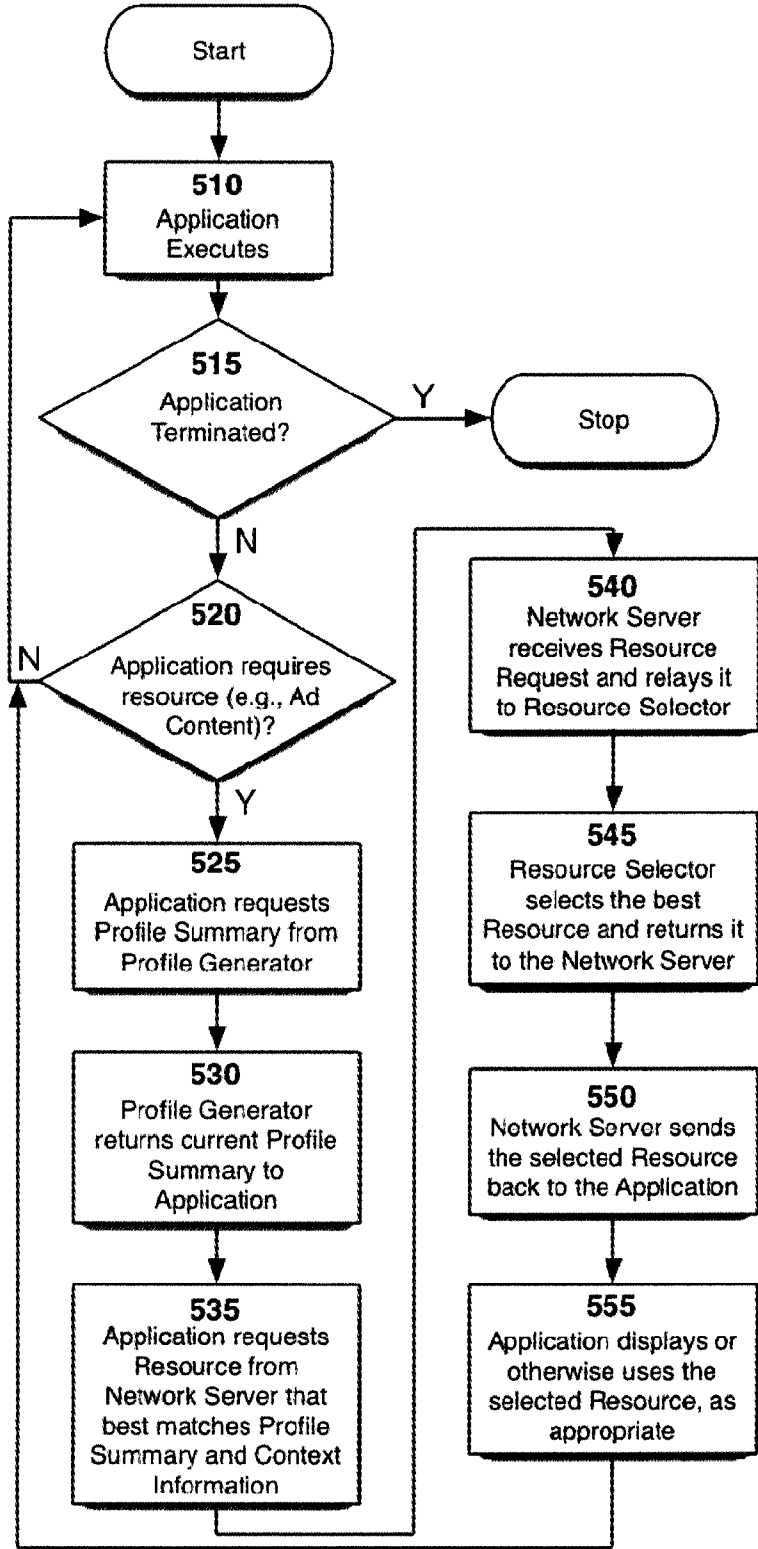 Start
510
Application
Executes
515
Application
Terminated?
Y
Stop
N
520
Application requires
resource (e.g., Ad
Content)?
N
Y
525
Application requests
Profile Summary from
Profile Generator
530
Profile Generator
returns current Profile
Summary to
Application
535
Application requests
Resource from
Network Server that
best matches Profile
Summary and Context
Information
540
Network Server
receives Resource
Request and relays it
to Resource Selector
545
Resource Selector
selects the best
Resource and returns it
to the Network Server
550
Network Server sends
the selected Resource
back to the Application
555
Application displays or
otherwise uses the
selected Resource, as
appropriate